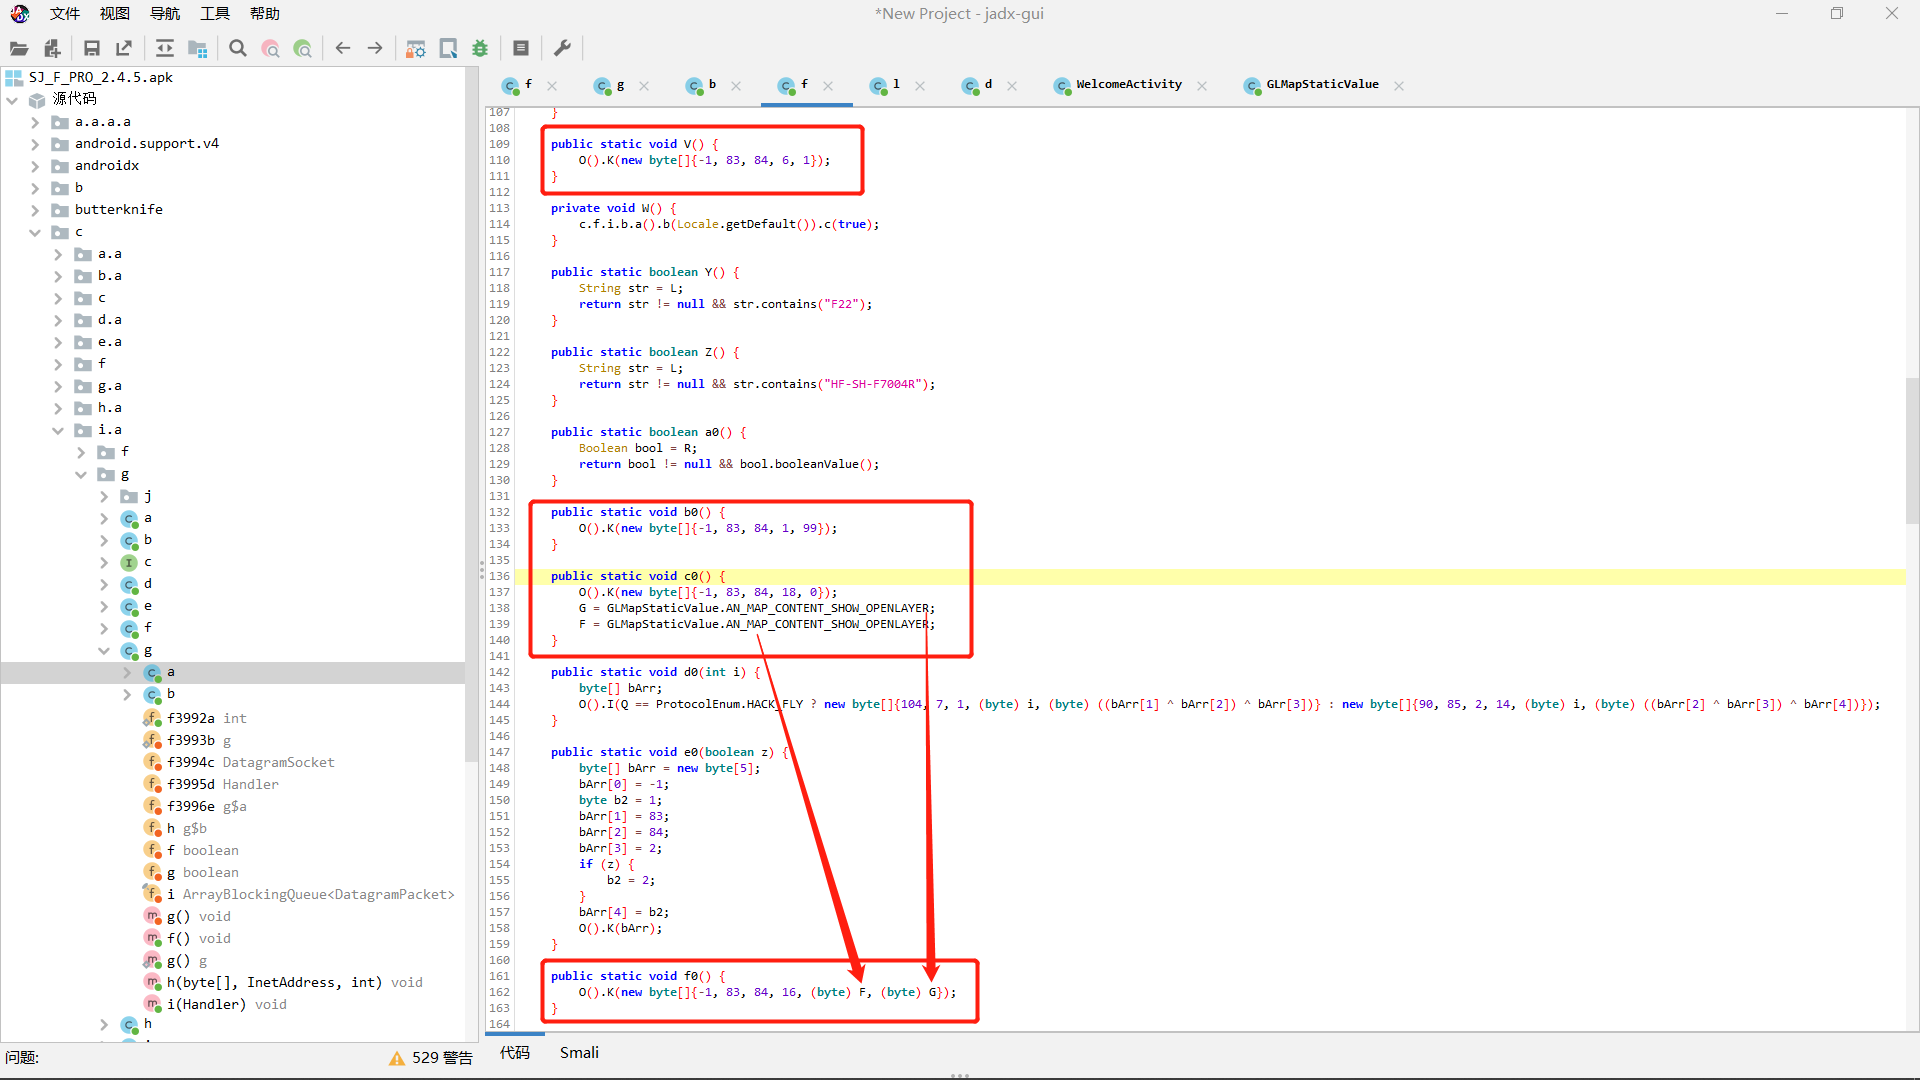 文件 视图 导航 工具 帮助
*New Project - jadx-gui
SJ_F_PRO_2.4.5.apk
源代码
a.a.a.a
android.support.v4
androidx
b
butterknife
c
a.a
b.a
c
d.a
e.a
f
g.a
h.a
i.a
f
g
j
a
b
c
d
e
f
g
a
b
f3992a int
f3993b g
f3994c DatagramSocket
f3995d Handler
f3996e g$a
h g$b
f boolean
g boolean
i ArrayBlockingQueue<DatagramPacket>
g() void
f() void
g() g
h(byte[], InetAddress, int) void
i(Handler) void
h
问题:
529 警告
f g b f l d WelcomeActivity GLMapStaticValue
107 }
108
109 public static void V() {
110 O().K(new byte[]{-1, 83, 84, 6, 1});
111 }
112
113 private void W() {
114 c.f.i.b.a().b(Locale.getDefault()).c(true);
115 }
116
117 public static boolean Y() {
118 String str = L;
119 return str != null && str.contains("F22");
120 }
121
122 public static boolean Z() {
123 String str = L;
124 return str != null && str.contains("HF-SH-F7004R");
125 }
126
127 public static boolean a0() {
128 Boolean bool = R;
129 return bool != null && bool.booleanValue();
130 }
131
132 public static void b0() {
133 O().K(new byte[]{-1, 83, 84, 1, 99});
134 }
135
136 public static void c0() {
137 O().K(new byte[]{-1, 83, 84, 18, 0});
138 G = GLMapStaticValue.AN_MAP_CONTENT_SHOW_OPENLAYER;
139 F = GLMapStaticValue.AN_MAP_CONTENT_SHOW_OPENLAYER;
140 }
141
142 public static void d0(int i) {
143 byte[] bArr;
144 O().I(Q == ProtocolEnum.HACK_FLY ? new byte[]{104, 7, 1, (byte) i, (byte) ((bArr[1] ^ bArr[2]) ^ bArr[3])} : new byte[]{90, 85, 2, 14, (byte) i, (byte) ((bArr[2] ^ bArr[3]) ^ bArr[4])});
145 }
146
147 public static void e0(boolean z) {
148 byte[] bArr = new byte[5];
149 bArr[0] = -1;
150 byte b2 = 1;
151 bArr[1] = 83;
152 bArr[2] = 84;
153 bArr[3] = 2;
154 if (z) {
155 b2 = 2;
156 }
157 bArr[4] = b2;
158 O().K(bArr);
159 }
160
161 public static void f0() {
162 O().K(new byte[]{-1, 83, 84, 16, (byte) F, (byte) G});
163 }
164
代码 Smali